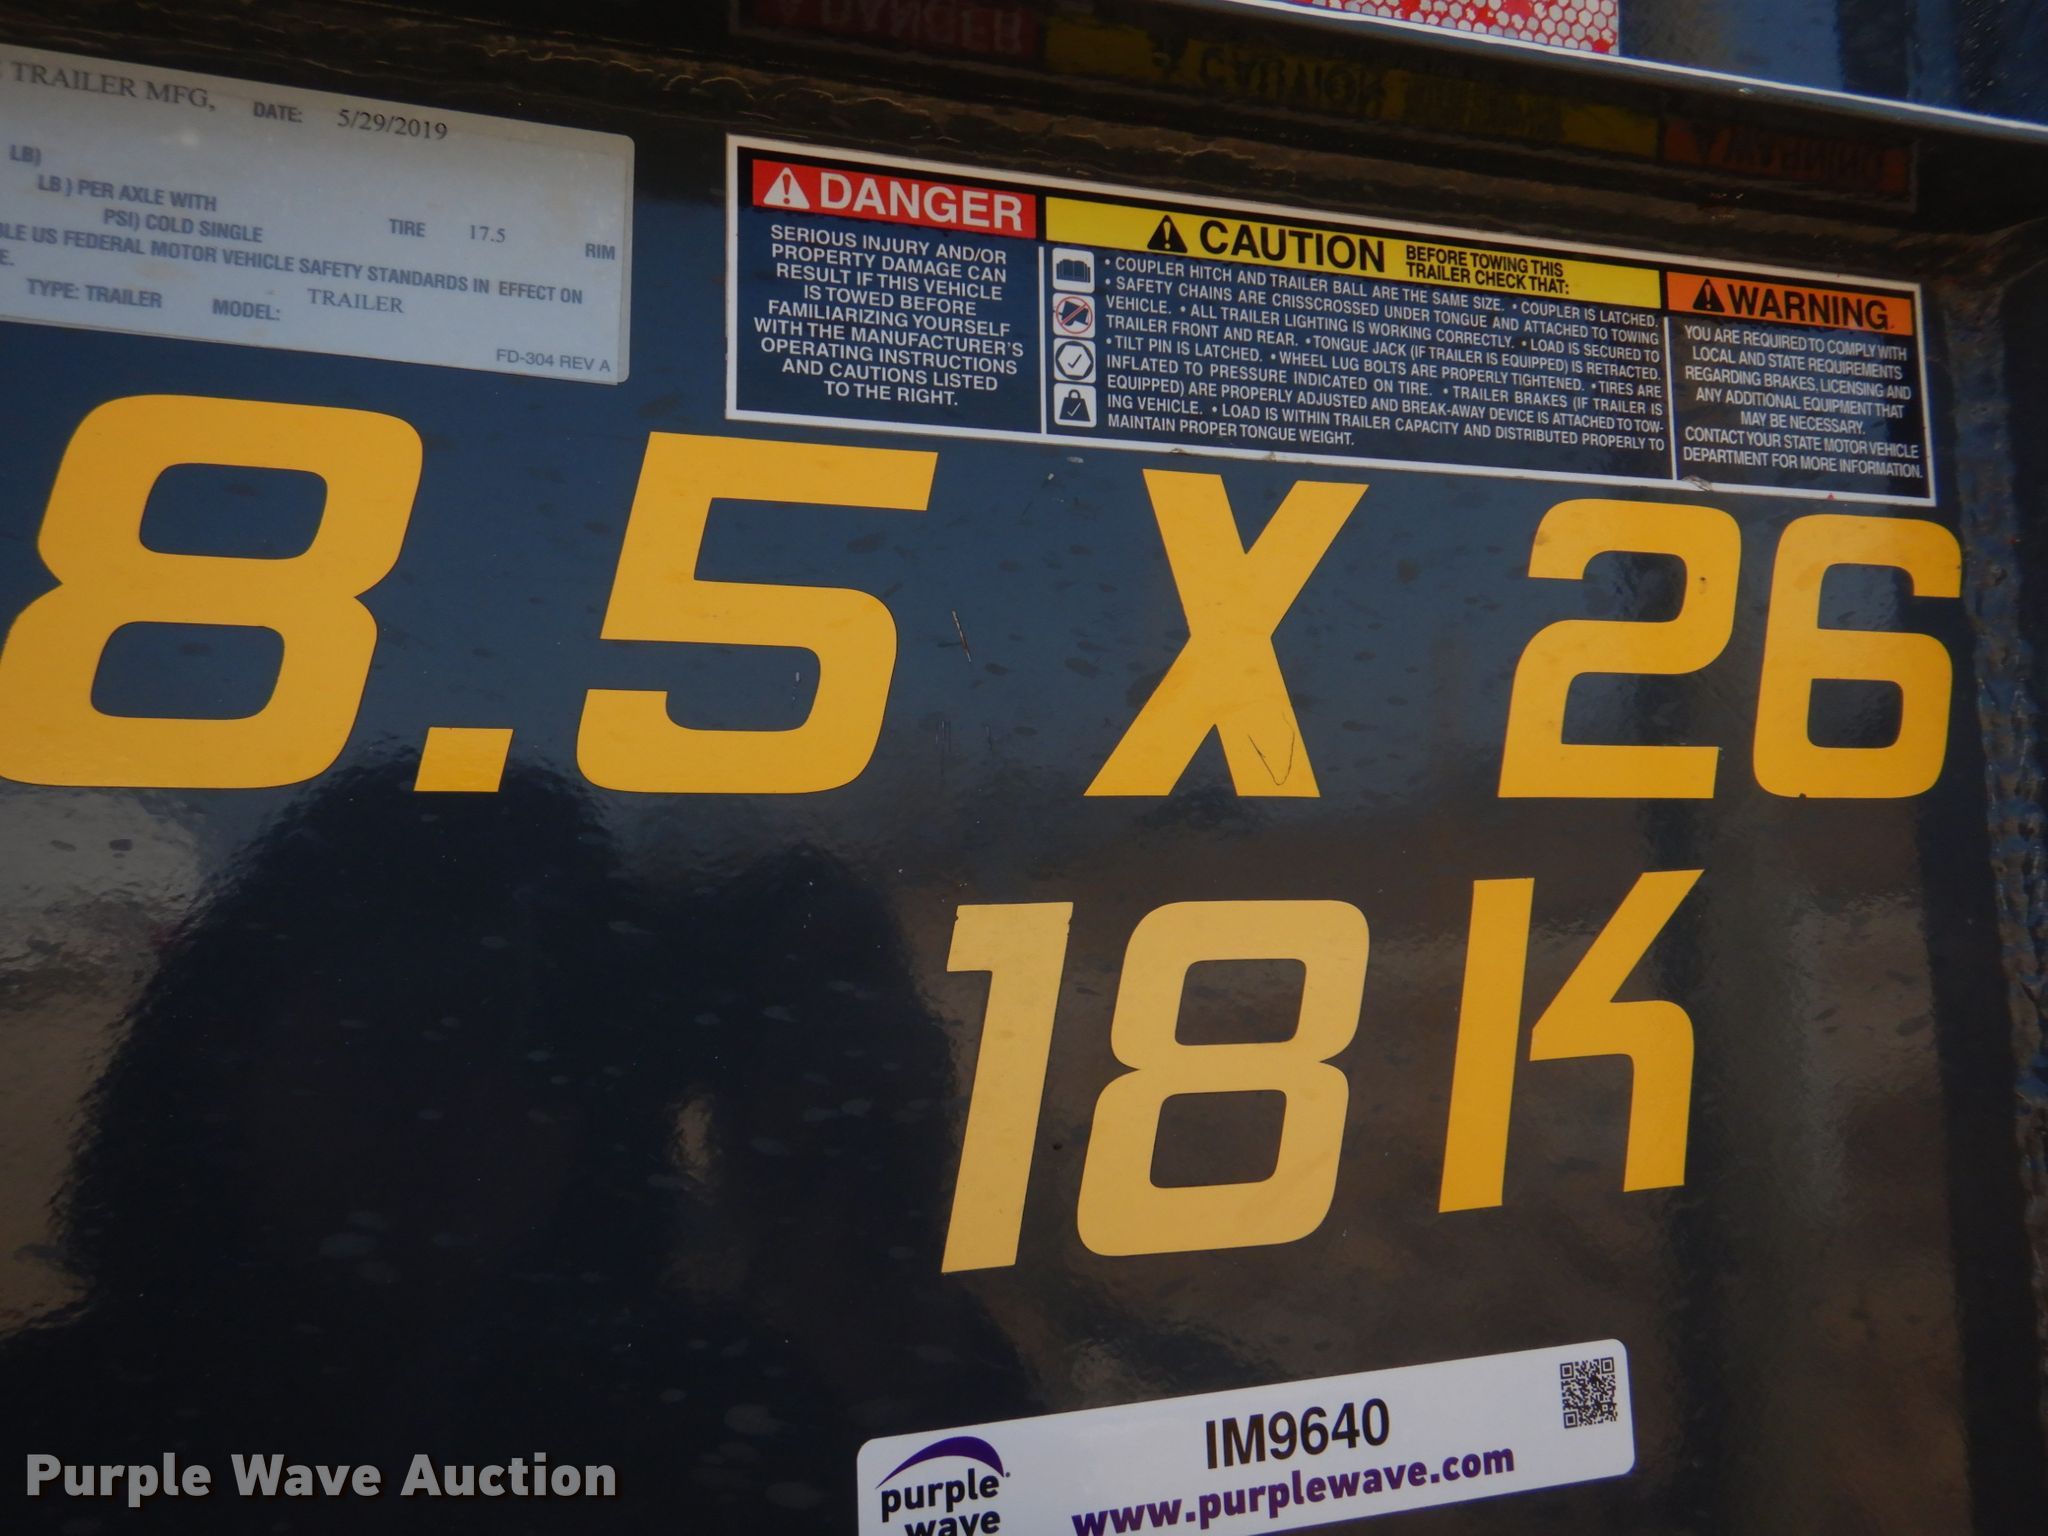 TRAILER MFG, DATE: 5/29/2019
LB)
LB) PER AXLE WITH
PSI) COLD SINGLE TIRE 17.5 RIM
US FEDERAL MOTOR VEHICLE SAFETY STANDARDS IN EFFECT ON
TYPE: TRAILER MODEL: TRAILER
FD-304 REV A
DANGER
SERIOUS INJURY AND/OR
PROPERTY DAMAGE CAN
RESULT IF THIS VEHICLE
IS TOWED BEFORE
FAMILIARIZING YOURSELF
WITH THE MANUFACTURER'S
OPERATING INSTRUCTIONS
AND CAUTIONS LISTED
TO THE RIGHT.
CAUTION
BEFORE TOWING THIS
TRAILER CHECK THAT:
• COUPLER HITCH AND TRAILER BALL ARE THE SAME SIZE. • COUPLER IS LATCHED.
• SAFETY CHAINS ARE CRISSCROSSED UNDER TONGUE AND ATTACHED TO TOWING
VEHICLE. • ALL TRAILER LIGHTING IS WORKING CORRECTLY. • LOAD IS SECURED TO
TRAILER FRONT AND REAR. • TONGUE JACK (IF TRAILER IS EQUIPPED) IS RETRACTED.
• TILT PIN IS LATCHED. • WHEEL LUG BOLTS ARE PROPERLY TIGHTENED. • TIRES ARE
INFLATED TO PRESSURE INDICATED ON TIRE. • TRAILER BRAKES (IF TRAILER IS
EQUIPPED) ARE PROPERLY ADJUSTED AND BREAK-AWAY DEVICE IS ATTACHED TO TOW-
ING VEHICLE. • LOAD IS WITHIN TRAILER CAPACITY AND DISTRIBUTED PROPERLY TO
MAINTAIN PROPER TONGUE WEIGHT.
WARNING
YOU ARE REQUIRED TO COMPLY WITH
LOCAL AND STATE REQUIREMENTS
REGARDING BRAKES, LICENSING AND
ANY ADDITIONAL EQUIPMENT THAT
MAY BE NECESSARY.
CONTACT YOUR STATE MOTOR VEHICLE
DEPARTMENT FOR MORE INFORMATION.
8.5 X 26
18K
purple
wave
IM9640
www.purplewave.com
Purple Wave Auction